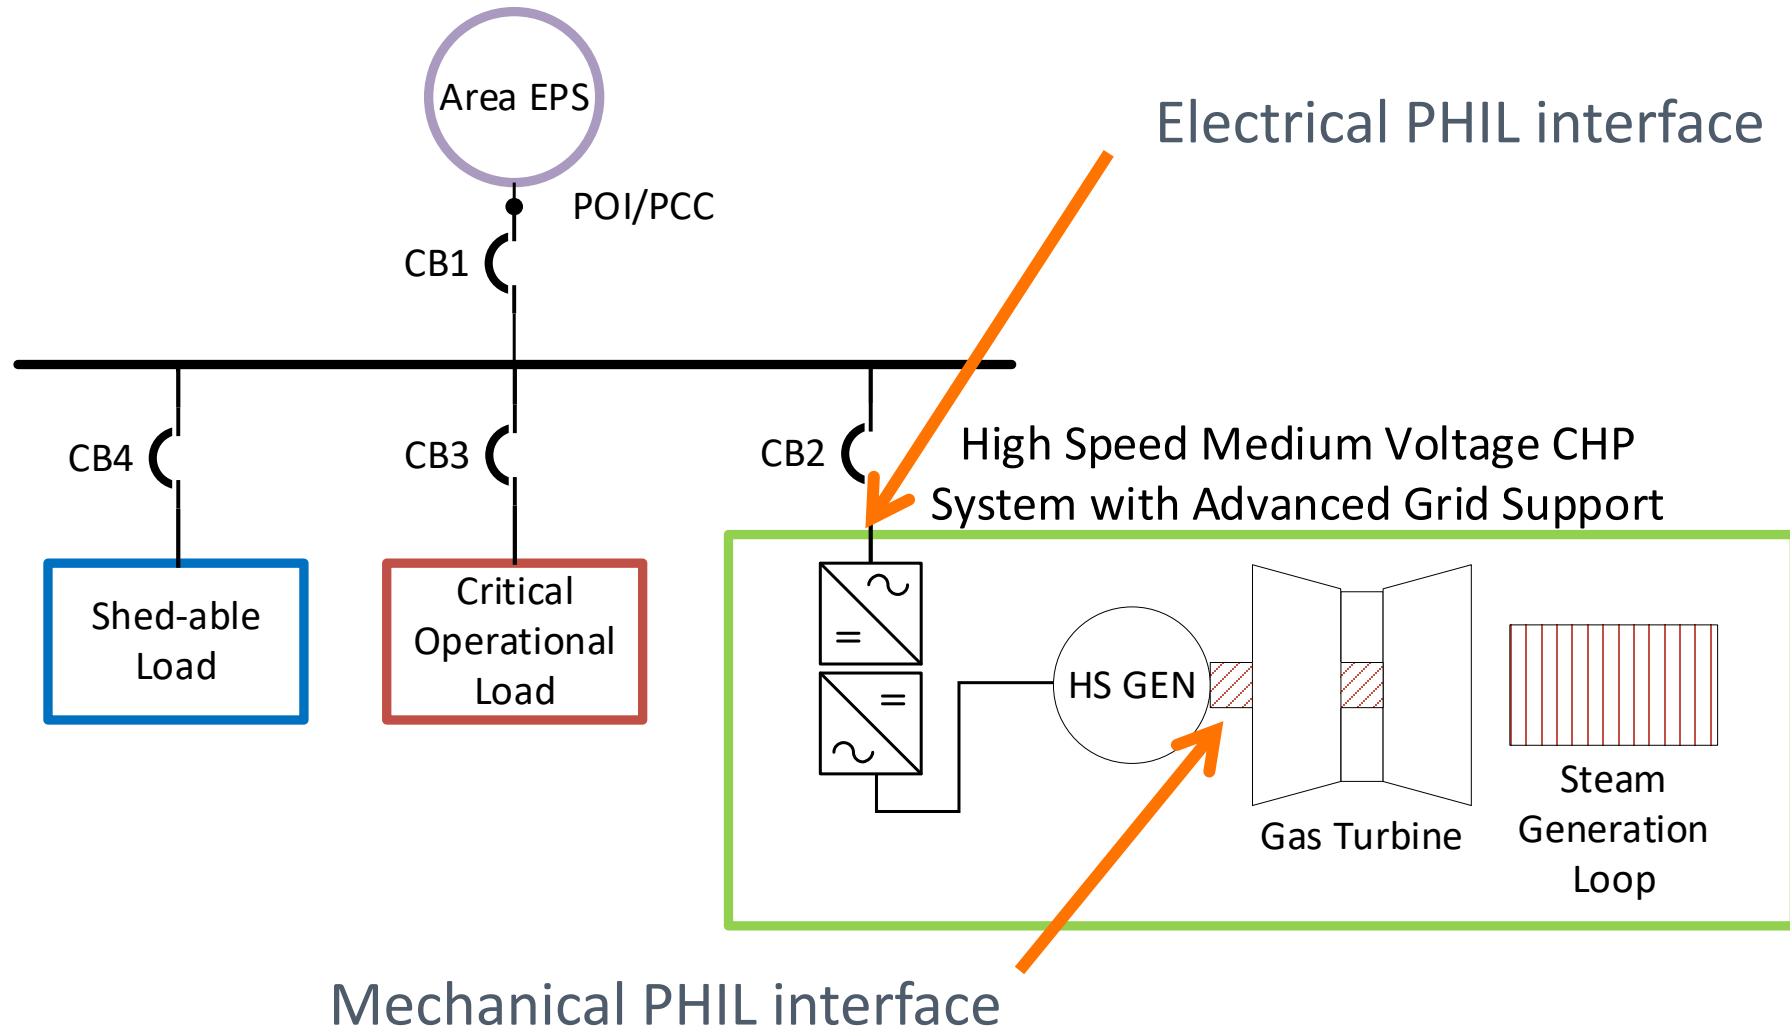 Area EPS
Electrical PHIL interface
POI/PCC
CB1
CB4
CB3
CB2
High Speed Medium Voltage CHP
System with Advanced Grid Support
Shed-able
Load
Critical
Operational
Load
HS GEN
Gas Turbine
Steam
Generation
Loop
Mechanical PHIL interface